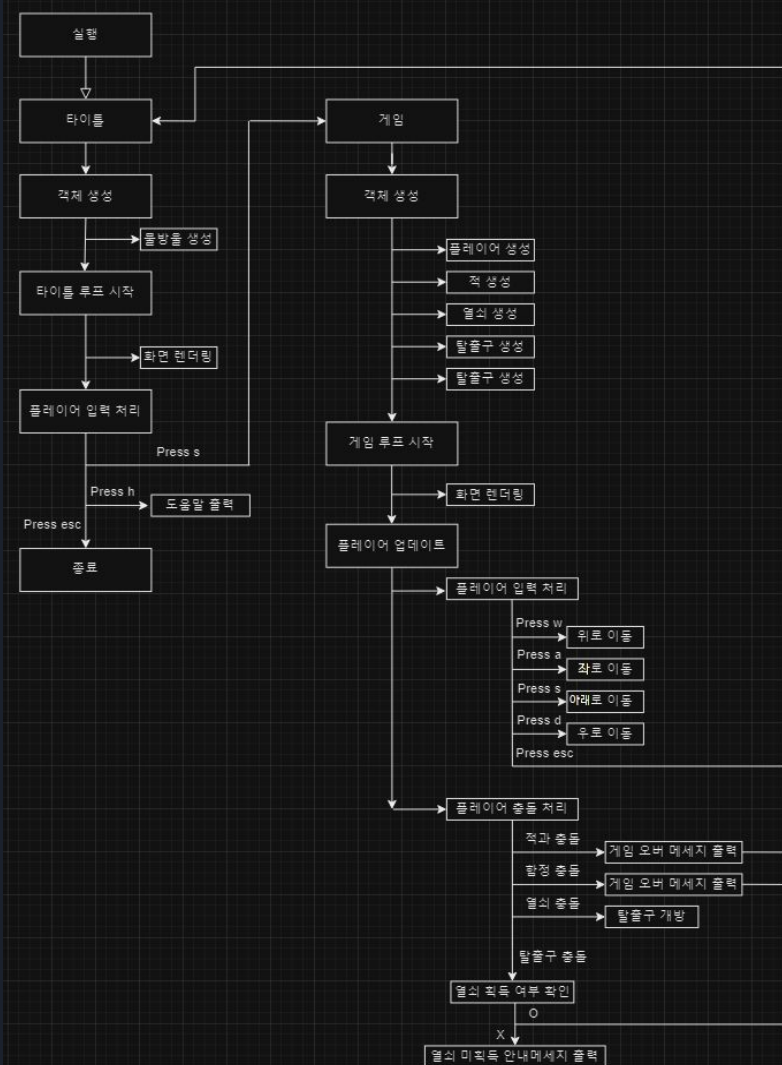 실행
타이틀
객체 생성
물방울 생성
타이틀 루프 시작
화면 렌더링
플레이어 입력 처리
Press s
Press h
도움말 출력
Press esc
종료
게임
객체 생성
플레이어 생성
적 생성
열쇠 생성
탈출구 생성
탈출구 생성
게임 루프 시작
화면 렌더링
플레이어 업데이트
플레이어 입력 처리
Press w
위로 이동
Press a
좌로 이동
Press s
아래로 이동
Press d
우로 이동
Press esc
플레이어 충돌 처리
적과 충돌
게임 오버 메세지 출력
함정 충돌
게임 오버 메세지 출력
열쇠 충돌
탈출구 개방
탈출구 충돌
열쇠 획득 여부 확인
O
X
열쇠 미획득 안내메세지 출력